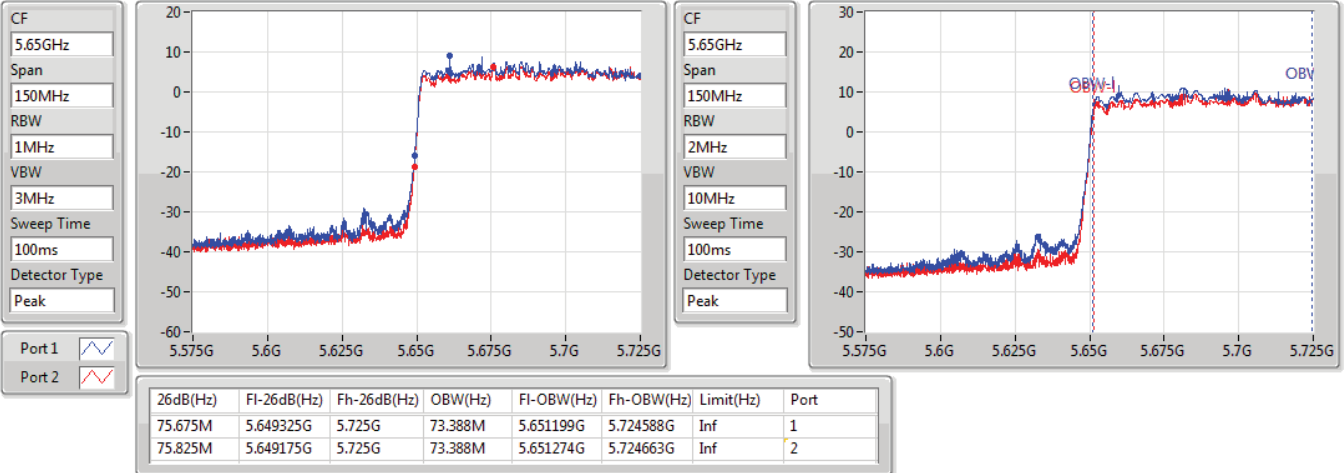 CF
5.65GHz
Span
150MHz
RBW
1MHz
VBW
3MHz
Sweep Time
100ms
Detector Type
Peak
20
10
0
-10
-20
-30
-40
-50
-60
5.575G 5.6G 5.625G 5.65G 5.675G 5.7G 5.725G
CF
5.65GHz
Span
150MHz
RBW
2MHz
VBW
10MHz
Sweep Time
100ms
Detector Type
Peak
30
20
10
0
-10
-20
-30
-40
-50
OBW-l
OBW-l
OBV
5.575G 5.6G 5.625G 5.65G 5.675G 5.7G 5.725G
Port 1
Port 2
26dB(Hz) Fl-26dB(Hz) Fh-26dB(Hz) OBW(Hz) Fl-OBW(Hz) Fh-OBW(Hz) Limit(Hz) Port
75.675M 5.649325G 5.725G 73.388M 5.651199G 5.724588G Inf 1
75.825M 5.649175G 5.725G 73.388M 5.651274G 5.724663G Inf 2